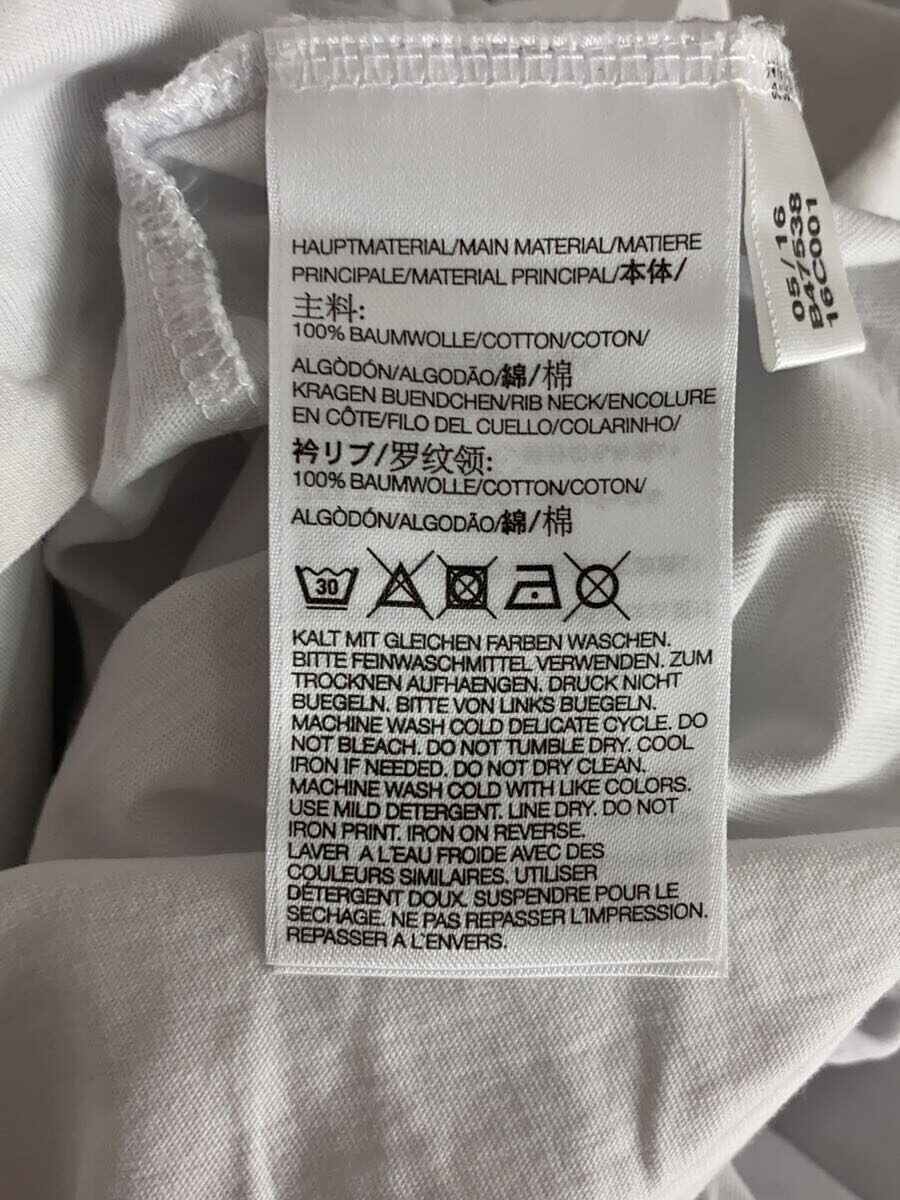 HAUPTMATERIAL/MAIN MATERIAL/MATIERE
PRINCIPALE/MATERIAL PRINCIPAL/本体/
主料:
100% BAUMWOLLE/COTTON/COTON/
ALGÒDÓN/ALGODÃO/綿/棉
KRAGEN BUENDCHEN/RIB NECK/ENCOLURE
EN CÔTE/FILO DEL CUELLO/COLARINHO/
衿リブ/罗纹领:
100% BAUMWOLLE/COTTON/COTON/
ALGÒDÓN/ALGODÃO/綿/棉
30
KALT MIT GLEICHEN FARBEN WASCHEN.
BITTE FEINWASCHMITTEL VERWENDEN. ZUM
TROCKNEN AUFHAENGEN. DRUCK NICHT
BUEGELN. BITTE VON LINKS BUEGELN.
MACHINE WASH COLD DELICATE CYCLE. DO
NOT BLEACH. DO NOT TUMBLE DRY. COOL
IRON IF NEEDED. DO NOT DRY CLEAN.
MACHINE WASH COLD WITH LIKE COLORS.
USE MILD DETERGENT. LINE DRY. DO NOT
IRON PRINT. IRON ON REVERSE.
LAVER A L'EAU FROIDE AVEC DES
COULEURS SIMILAIRES. UTILISER
DÉTERGENT DOUX. SUSPENDRE POUR LE
SECHAGE. NE PAS REPASSER L'IMPRESSION.
REPASSER A L'ENVERS.
05/16
B47538
16C001